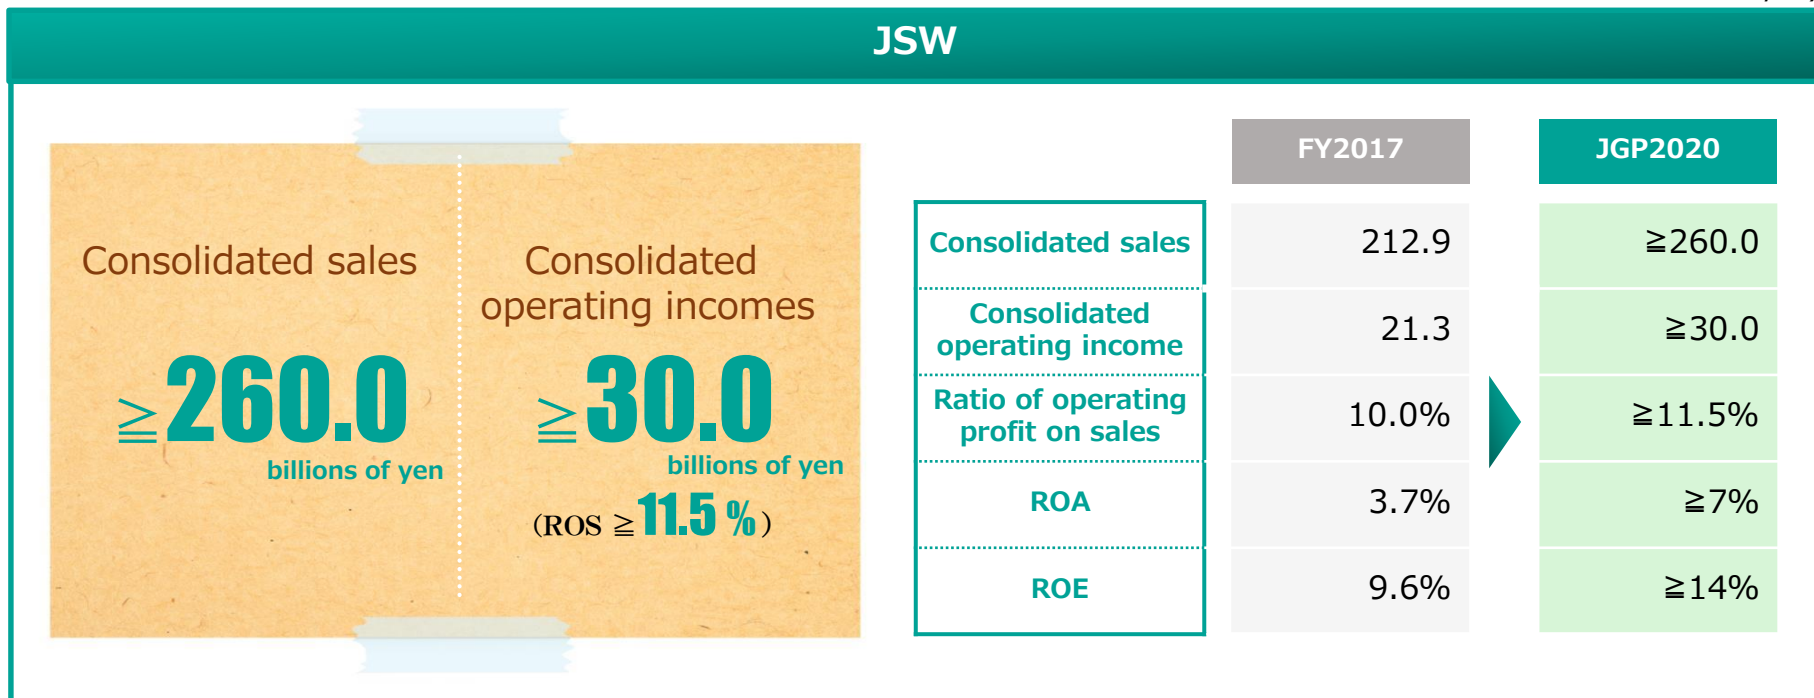 JSW
Consolidated sales
≧260.0
billions of yen
Consolidated
operating incomes
≧30.0
billions of yen
(ROS ≧11.5 %)
FY2017 JGP2020
Consolidated sales 212.9 ≧260.0
Consolidated
operating income 21.3 ≧30.0
Ratio of operating
profit on sales 10.0% ≧11.5%
ROA 3.7% ≧7%
ROE 9.6% ≧14%